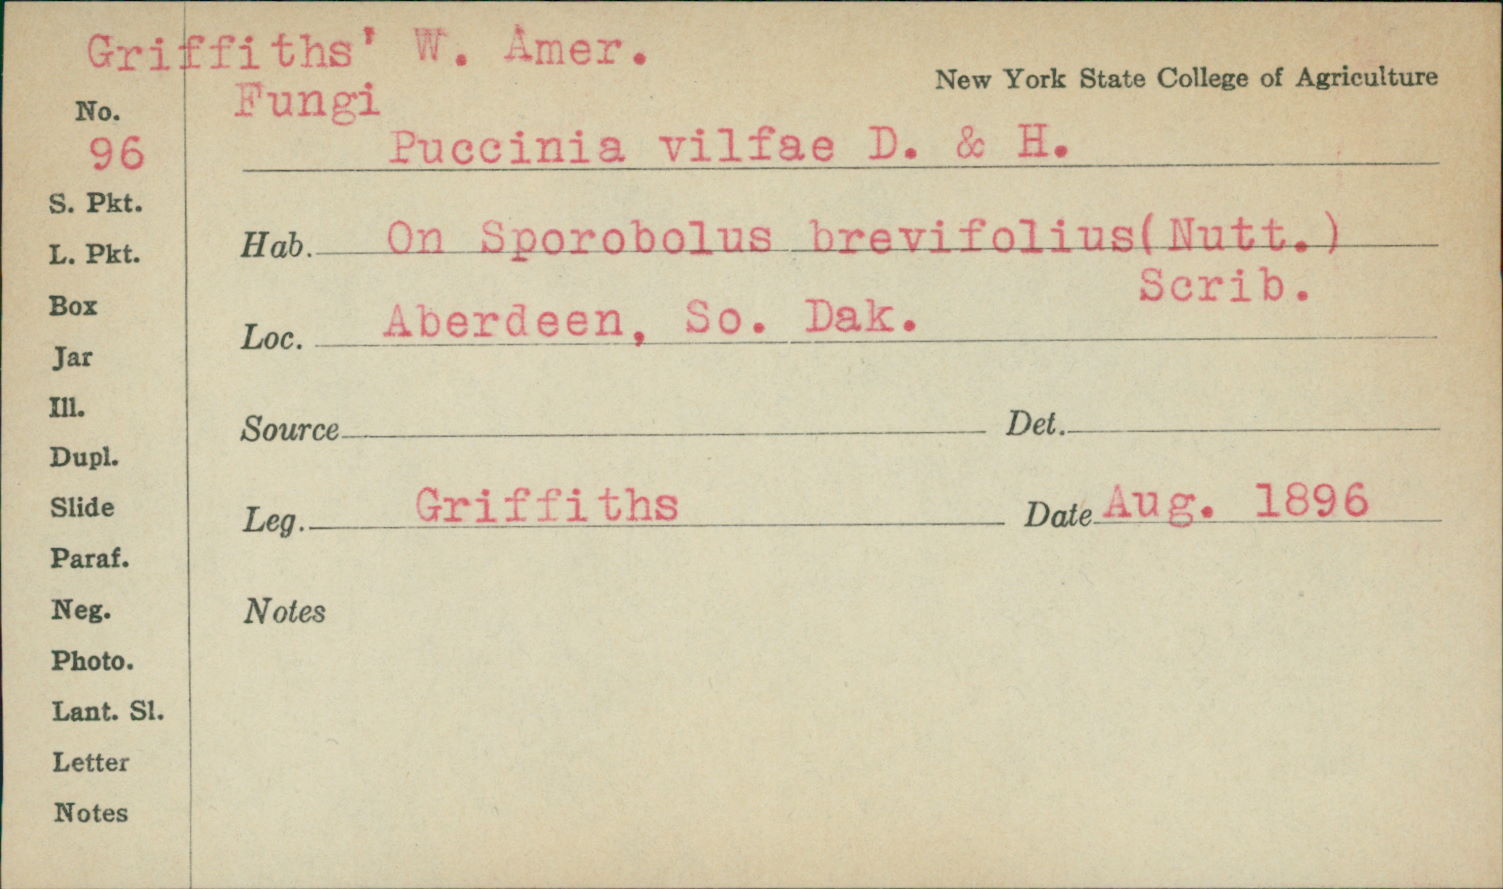 Griffiths' W. Amer.
New York State College of Agriculture
Fungi
No.
96
Puccinia vilfae D. & H.
S. Pkt.
L. Pkt.
Box
Jar
Ill.
Dupl.
Slide
Paraf.
Neg.
Photo.
Lant. Sl.
Letter
Notes
Hab. On Sporobolus brevifolius(Nutt.)
Scrib.
Loc. Aberdeen, So. Dak.
Source Det.
Leg. Griffiths Date Aug. 1896
Notes